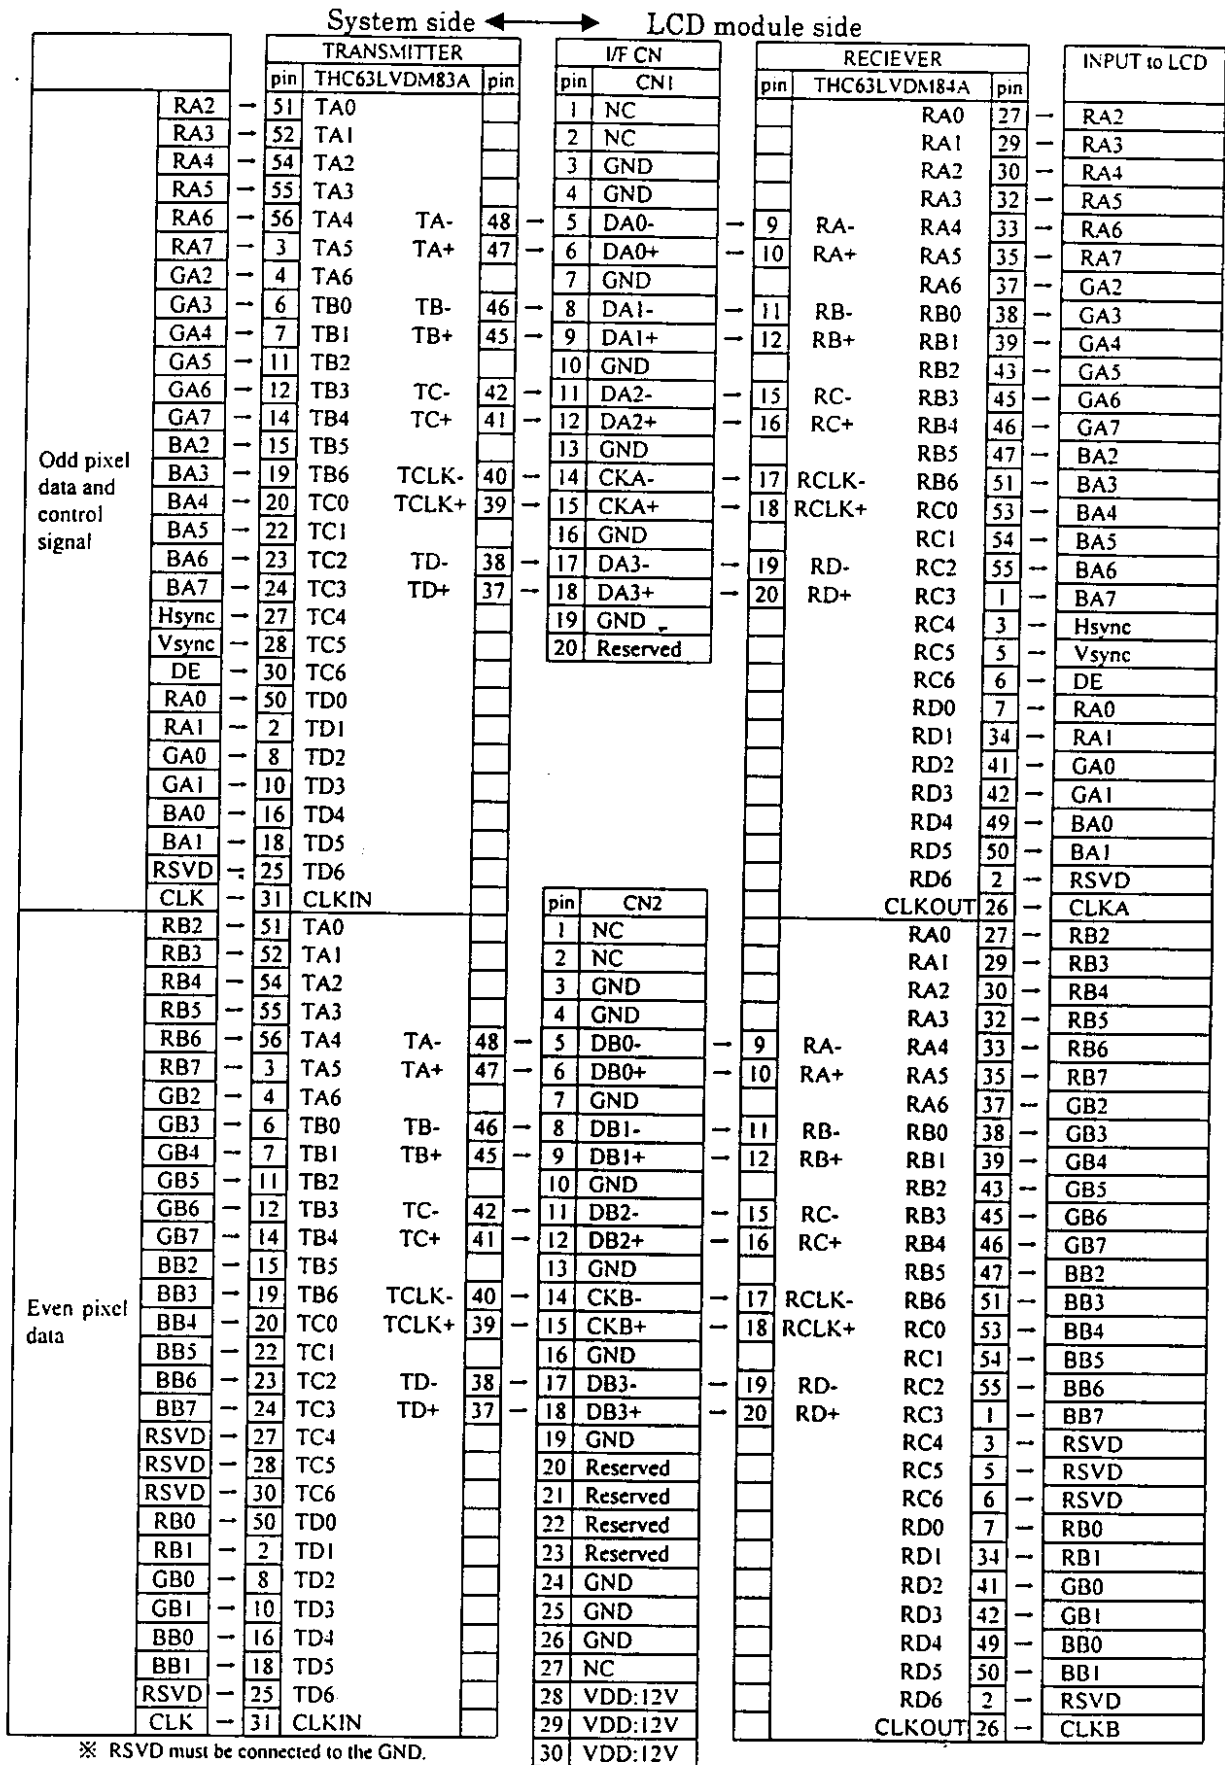 System side ◄──► LCD module side
TRANSMITTER I/F CN RECIEVER INPUT to LCD
pin THC63LVDM83A pin pin CN1 pin THC63LVDM84A pin
Odd pixel data and control signal
RA2 → 51 TA0 1 NC RA0 27 → RA2
RA3 → 52 TA1 2 NC RA1 29 → RA3
RA4 → 54 TA2 3 GND RA2 30 → RA4
RA5 → 55 TA3 4 GND RA3 32 → RA5
RA6 → 56 TA4 TA- 48 → 5 DA0- → 9 RA- RA4 33 → RA6
RA7 → 3 TA5 TA+ 47 → 6 DA0+ → 10 RA+ RA5 35 → RA7
GA2 → 4 TA6 7 GND RA6 37 → GA2
GA3 → 6 TB0 TB- 46 → 8 DA1- → 11 RB- RB0 38 → GA3
GA4 → 7 TB1 TB+ 45 → 9 DA1+ → 12 RB+ RB1 39 → GA4
GA5 → 11 TB2 10 GND RB2 43 → GA5
GA6 → 12 TB3 TC- 42 → 11 DA2- → 15 RC- RB3 45 → GA6
GA7 → 14 TB4 TC+ 41 → 12 DA2+ → 16 RC+ RB4 46 → GA7
BA2 → 15 TB5 13 GND RB5 47 → BA2
BA3 → 19 TB6 TCLK- 40 → 14 CKA- → 17 RCLK- RB6 51 → BA3
BA4 → 20 TC0 TCLK+ 39 → 15 CKA+ → 18 RCLK+ RC0 53 → BA4
BA5 → 22 TC1 16 GND RC1 54 → BA5
BA6 → 23 TC2 TD- 38 → 17 DA3- → 19 RD- RC2 55 → BA6
BA7 → 24 TC3 TD+ 37 → 18 DA3+ → 20 RD+ RC3 1 → BA7
Hsync → 27 TC4 19 GND RC4 3 → Hsync
Vsync → 28 TC5 20 Reserved RC5 5 → Vsync
DE → 30 TC6 RC6 6 → DE
RA0 → 50 TD0 RD0 7 → RA0
RA1 → 2 TD1 RD1 34 → RA1
GA0 → 8 TD2 RD2 41 → GA0
GA1 → 10 TD3 RD3 42 → GA1
BA0 → 16 TD4 RD4 49 → BA0
BA1 → 18 TD5 RD5 50 → BA1
RSVD → 25 TD6 RD6 2 → RSVD
CLK → 31 CLKIN pin CN2 CLKOUT 26 → CLKA
Even pixel data
RB2 → 51 TA0 1 NC RA0 27 → RB2
RB3 → 52 TA1 2 NC RA1 29 → RB3
RB4 → 54 TA2 3 GND RA2 30 → RB4
RB5 → 55 TA3 4 GND RA3 32 → RB5
RB6 → 56 TA4 TA- 48 → 5 DB0- → 9 RA- RA4 33 → RB6
RB7 → 3 TA5 TA+ 47 → 6 DB0+ → 10 RA+ RA5 35 → RB7
GB2 → 4 TA6 7 GND RA6 37 → GB2
GB3 → 6 TB0 TB- 46 → 8 DB1- → 11 RB- RB0 38 → GB3
GB4 → 7 TB1 TB+ 45 → 9 DB1+ → 12 RB+ RB1 39 → GB4
GB5 → 11 TB2 10 GND RB2 43 → GB5
GB6 → 12 TB3 TC- 42 → 11 DB2- → 15 RC- RB3 45 → GB6
GB7 → 14 TB4 TC+ 41 → 12 DB2+ → 16 RC+ RB4 46 → GB7
BB2 → 15 TB5 13 GND RB5 47 → BB2
BB3 → 19 TB6 TCLK- 40 → 14 CKB- → 17 RCLK- RB6 51 → BB3
BB4 → 20 TC0 TCLK+ 39 → 15 CKB+ → 18 RCLK+ RC0 53 → BB4
BB5 → 22 TC1 16 GND RC1 54 → BB5
BB6 → 23 TC2 TD- 38 → 17 DB3- → 19 RD- RC2 55 → BB6
BB7 → 24 TC3 TD+ 37 → 18 DB3+ → 20 RD+ RC3 1 → BB7
RSVD → 27 TC4 19 GND RC4 3 → RSVD
RSVD → 28 TC5 20 Reserved RC5 5 → RSVD
RSVD → 30 TC6 21 Reserved RC6 6 → RSVD
RB0 → 50 TD0 22 Reserved RD0 7 → RB0
RB1 → 2 TD1 23 Reserved RD1 34 → RB1
GB0 → 8 TD2 24 GND RD2 41 → GB0
GB1 → 10 TD3 25 GND RD3 42 → GB1
BB0 → 16 TD4 26 GND RD4 49 → BB0
BB1 → 18 TD5 27 NC RD5 50 → BB1
RSVD → 25 TD6 28 VDD:12V RD6 2 → RSVD
CLK → 31 CLKIN 29 VDD:12V CLKOUT 26 → CLKB
※ RSVD must be connected to the GND. 30 VDD:12V